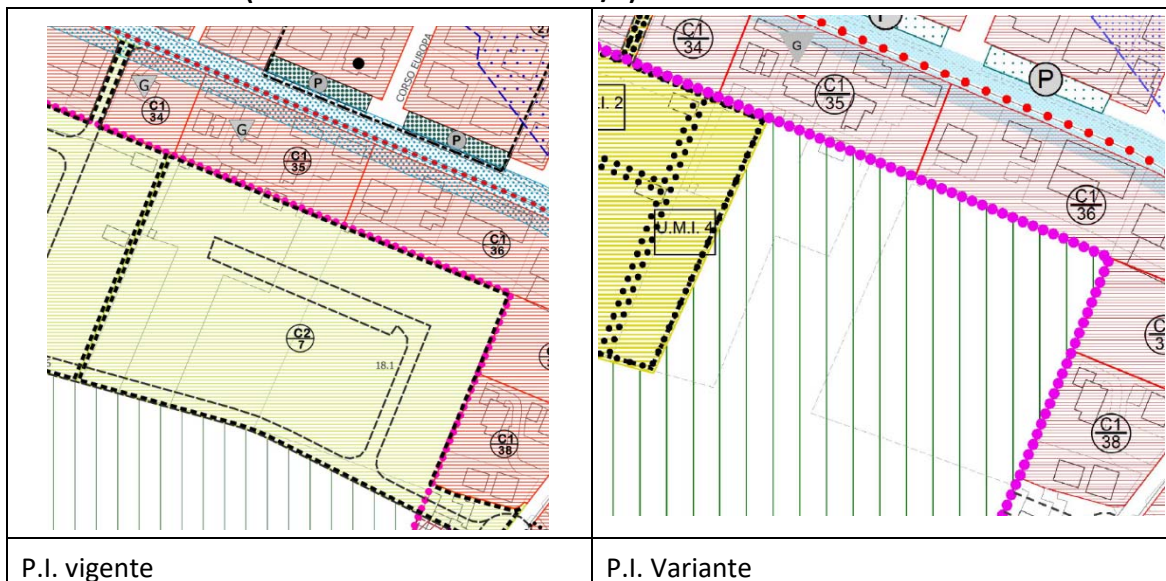 C1
34
G
C1
35
G
P
CORSO EUROPA
P
C1
36
C2
7
18.1
C1
38
C1
34
G
P
C1
35
.I. 2
U.M.I. 4
C1
36
C1
38
P.I. vigente
P.I. Variante